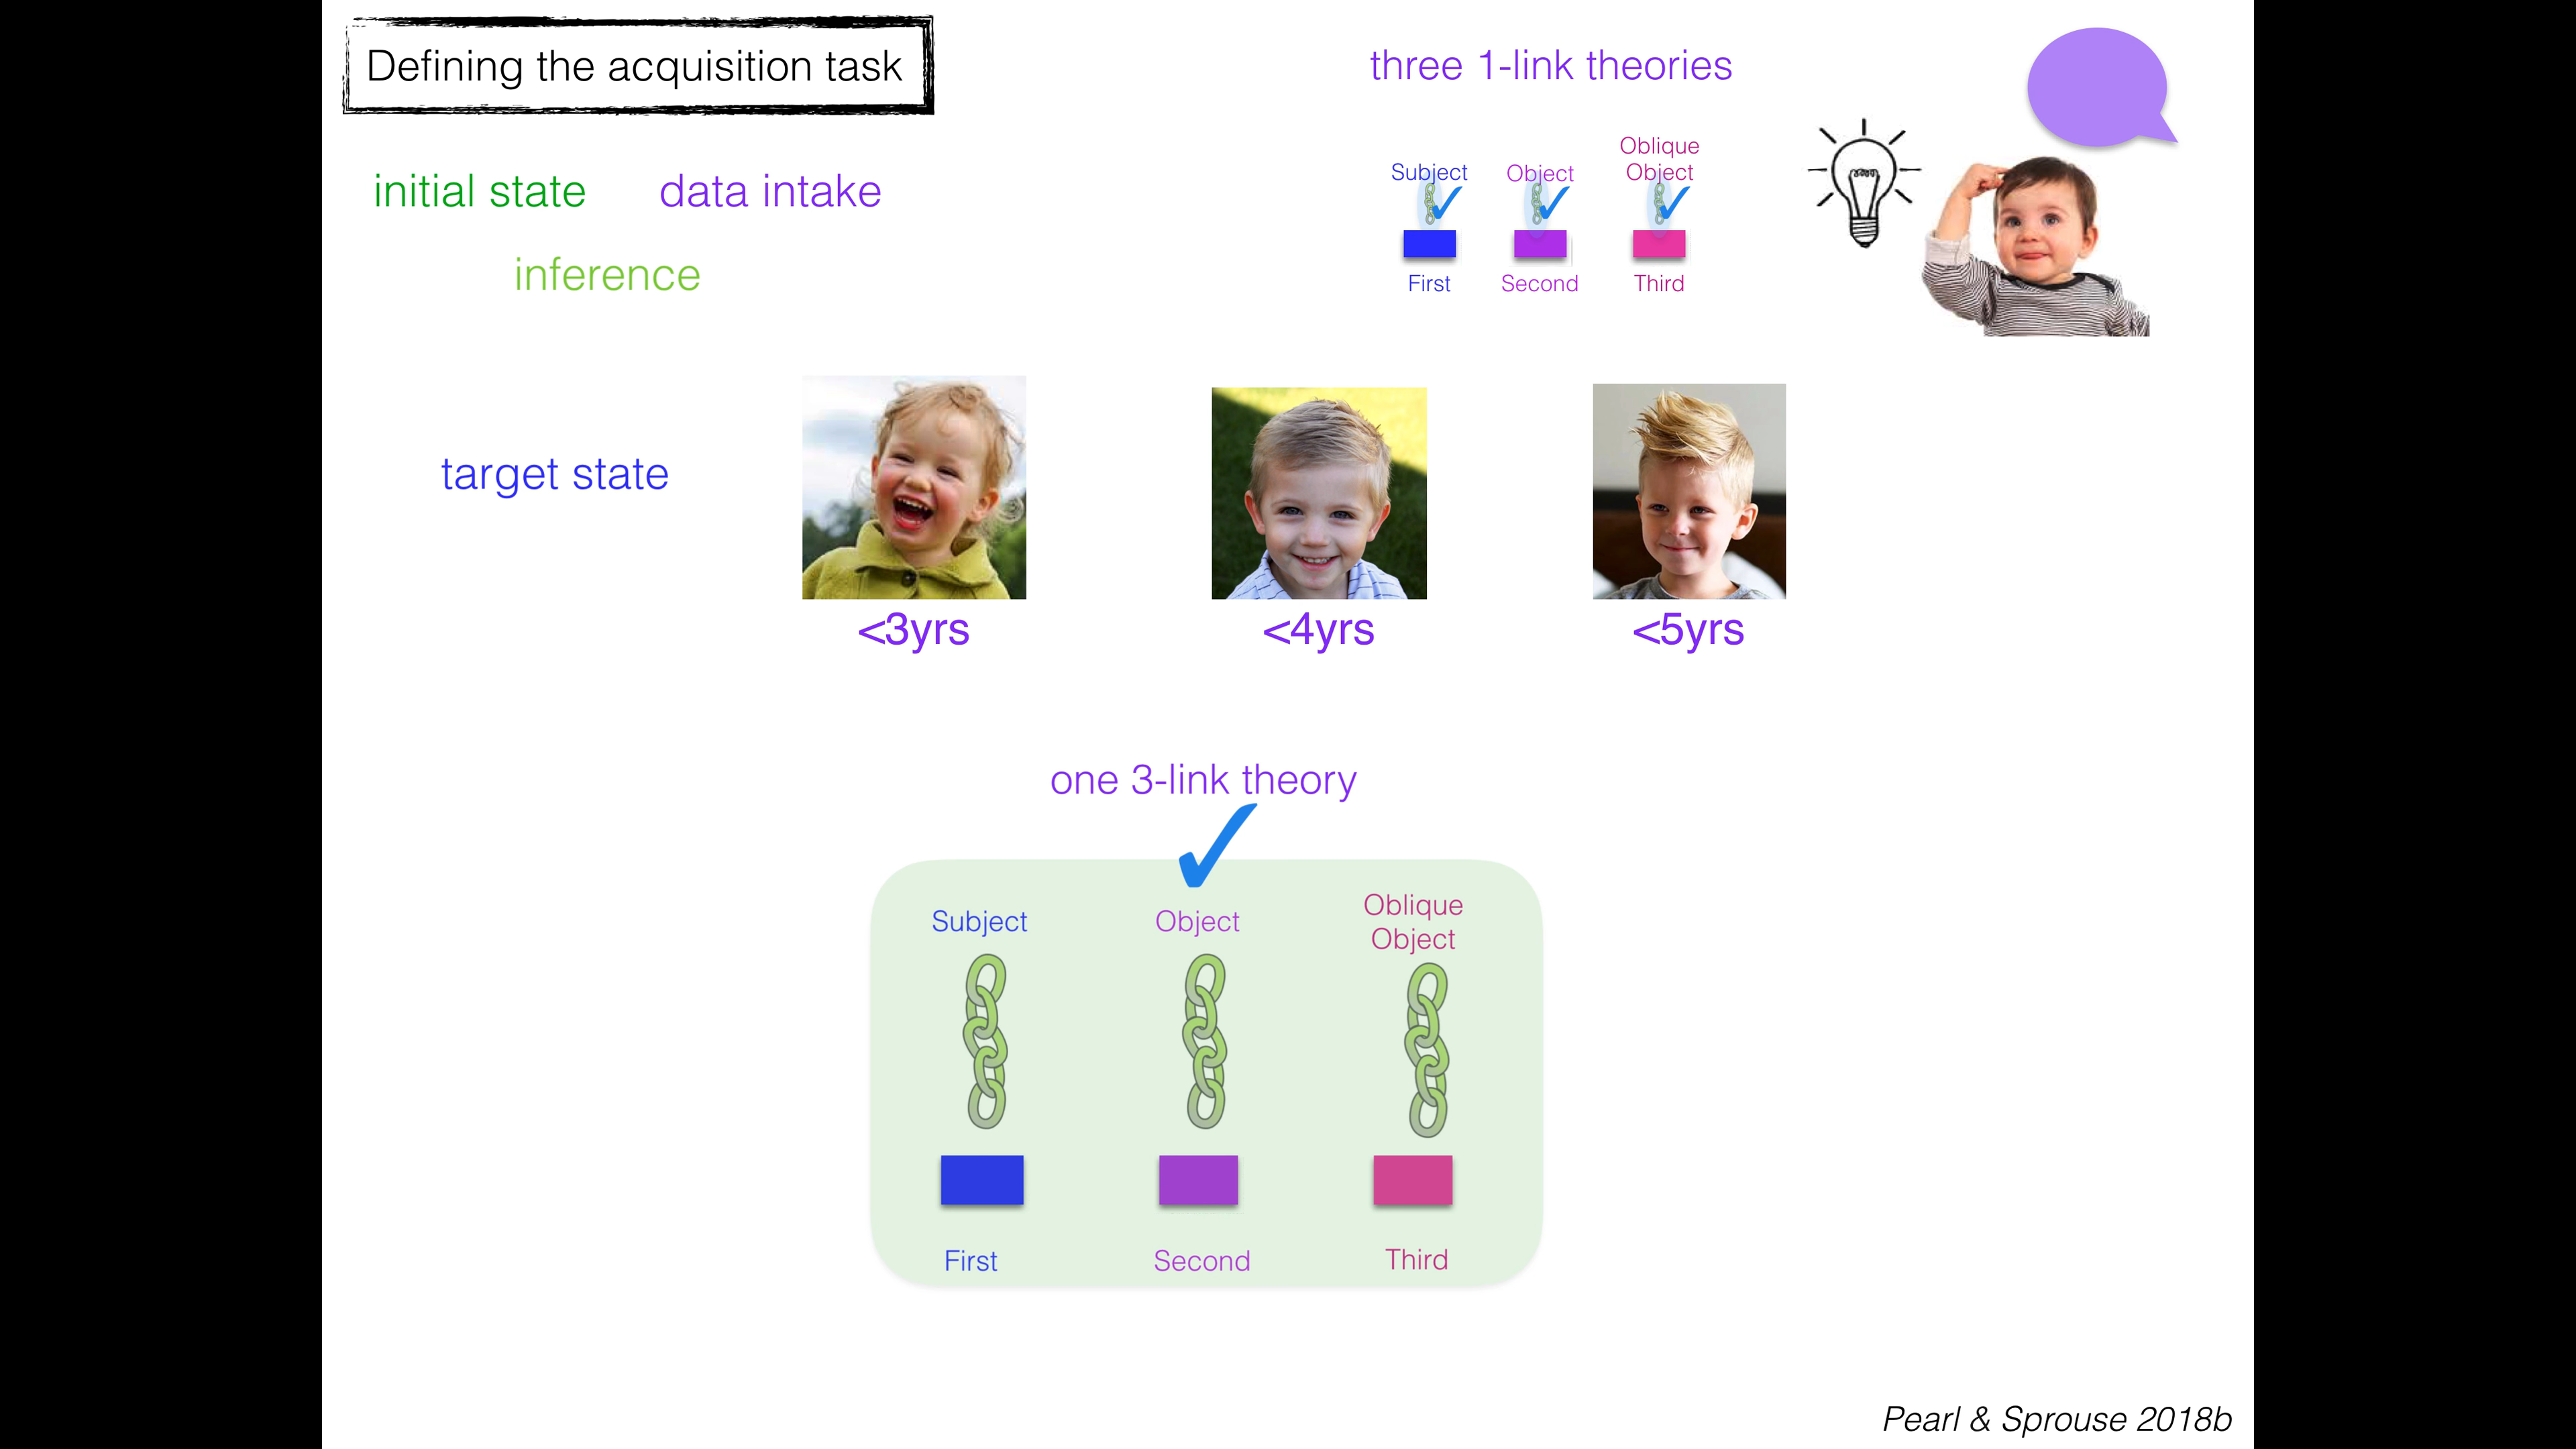 Defining the acquisition task
three 1-link theories
initial state
data intake
inference
Subject
Object
Oblique
Object
First
Second
Third
target state
<3yrs
<4yrs
<5yrs
one 3-link theory
Subject
Object
Oblique
Object
First
Second
Third
Pearl & Sprouse 2018b